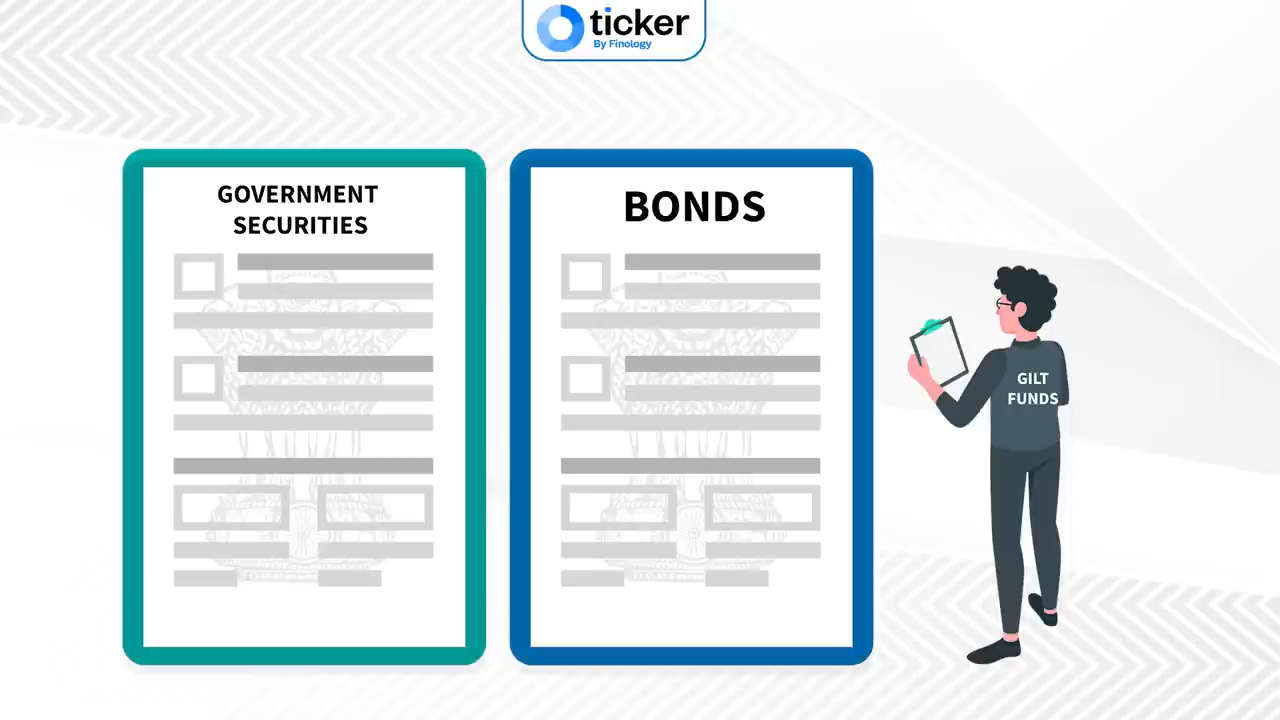 ticker
By Finology
GOVERNMENT
SECURITIES
BONDS
GILT
FUNDS